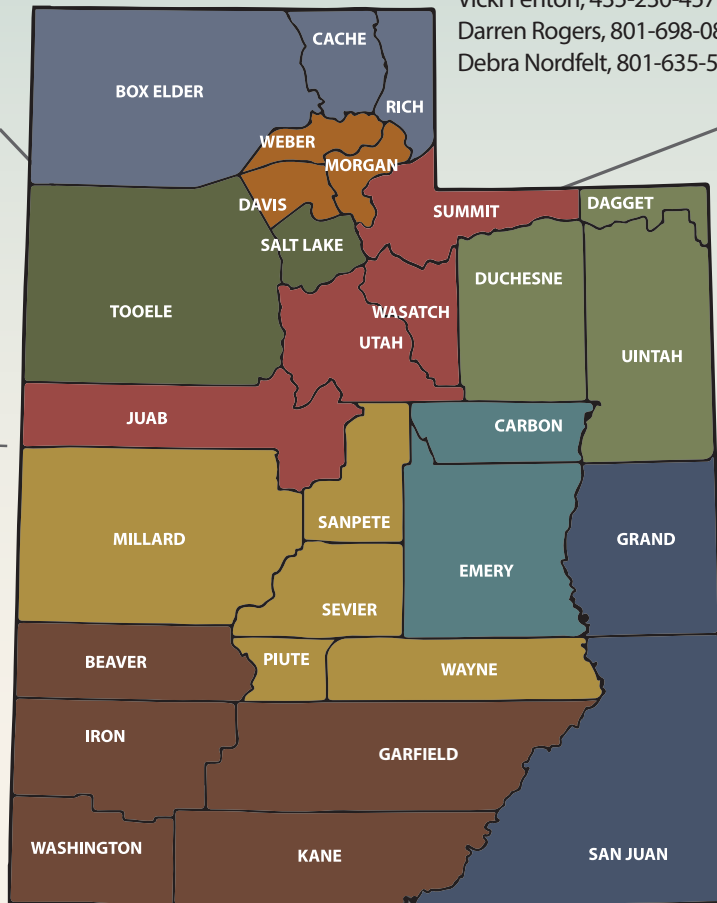 Darren Rogers, 801-698-08
Debra Nordfelt, 801-635-5
CACHE
BOX ELDER
RICH
WEBER
MORGAN
DAVIS
SUMMIT
DAGGET
SALT LAKE
DUCHESNE
TOOELE
WASATCH
UTAH
UINTAH
JUAB
CARBON
SANPETE
MILLARD
GRAND
EMERY
SEVIER
BEAVER
PIUTE
WAYNE
IRON
GARFIELD
WASHINGTON
KANE
SAN JUAN